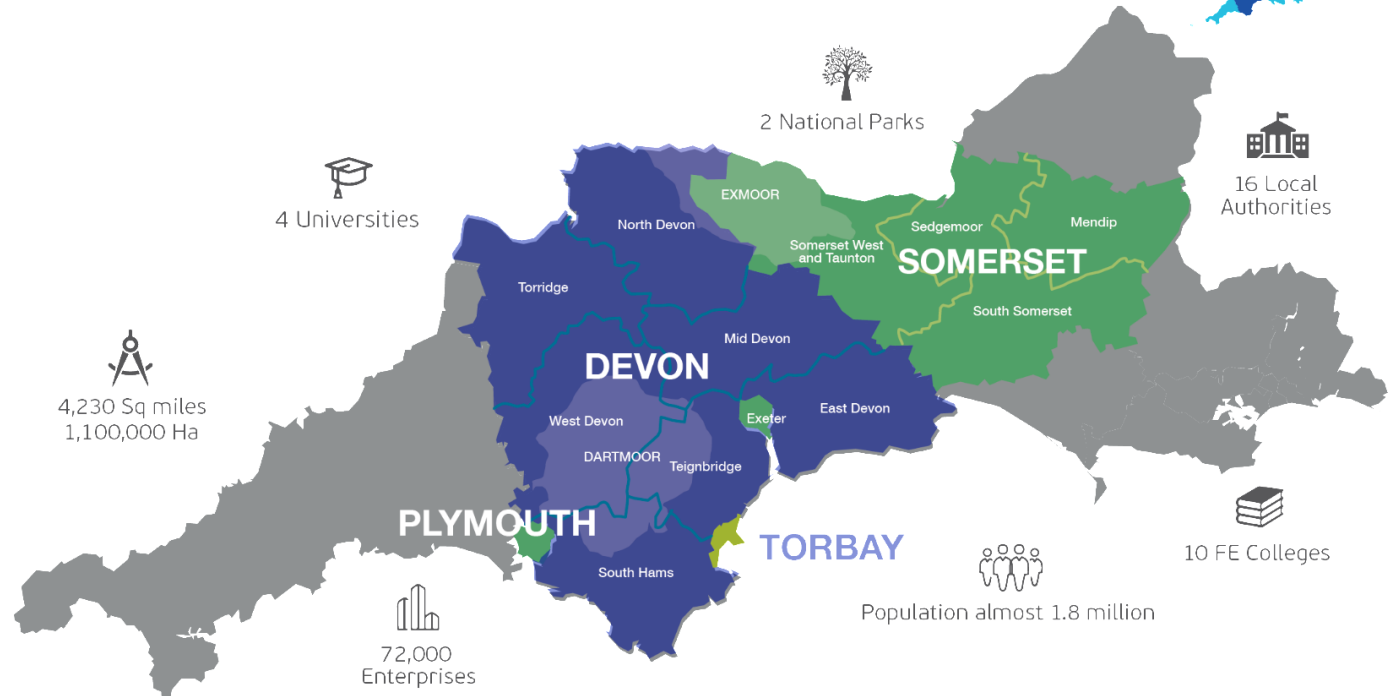 2 National Parks
4 Universities
16 Local
Authorities
EXMOOR
North Devon
Sedgemoor
Mendip
Somerset West
and Taunton
SOMERSET
Torridge
South Somerset
Mid Devon
DEVON
4,230 Sq miles
1,100,000 Ha
West Devon
Exeter
East Devon
DARTMOOR
Teignbridge
PLYMOUTH
TORBAY
10 FE Colleges
South Hams
Population almost 1.8 million
72,000
Enterprises